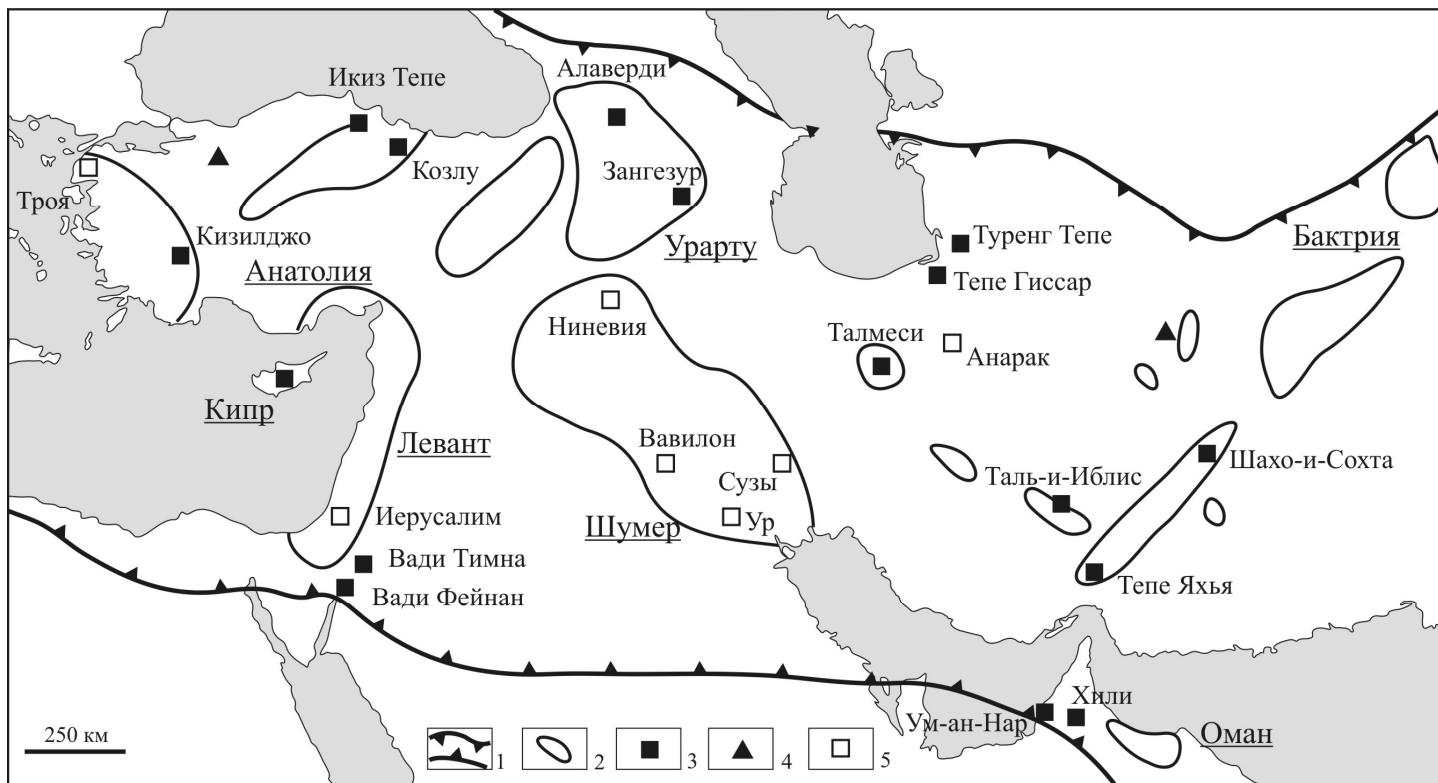 Икиз Тепе
Алаверди
Козлу
Зангезур
Троя
Кизилджо
Урарту
Туренг Тепе
Бактрия
Анатолия
Тепе Гиссар
Ниневия
Талмеси
Анарак
Кипр
Левант
Вавилон
Сузы
Шахо-и-Сохта
Таль-и-Иблис
Иерусалим
Шумер
Ур
Вади Тимна
Тепе Яхья
Вади Фейнан
Хили
Ум-ан-Нар
Оман
250 км
1
2
3
4
5